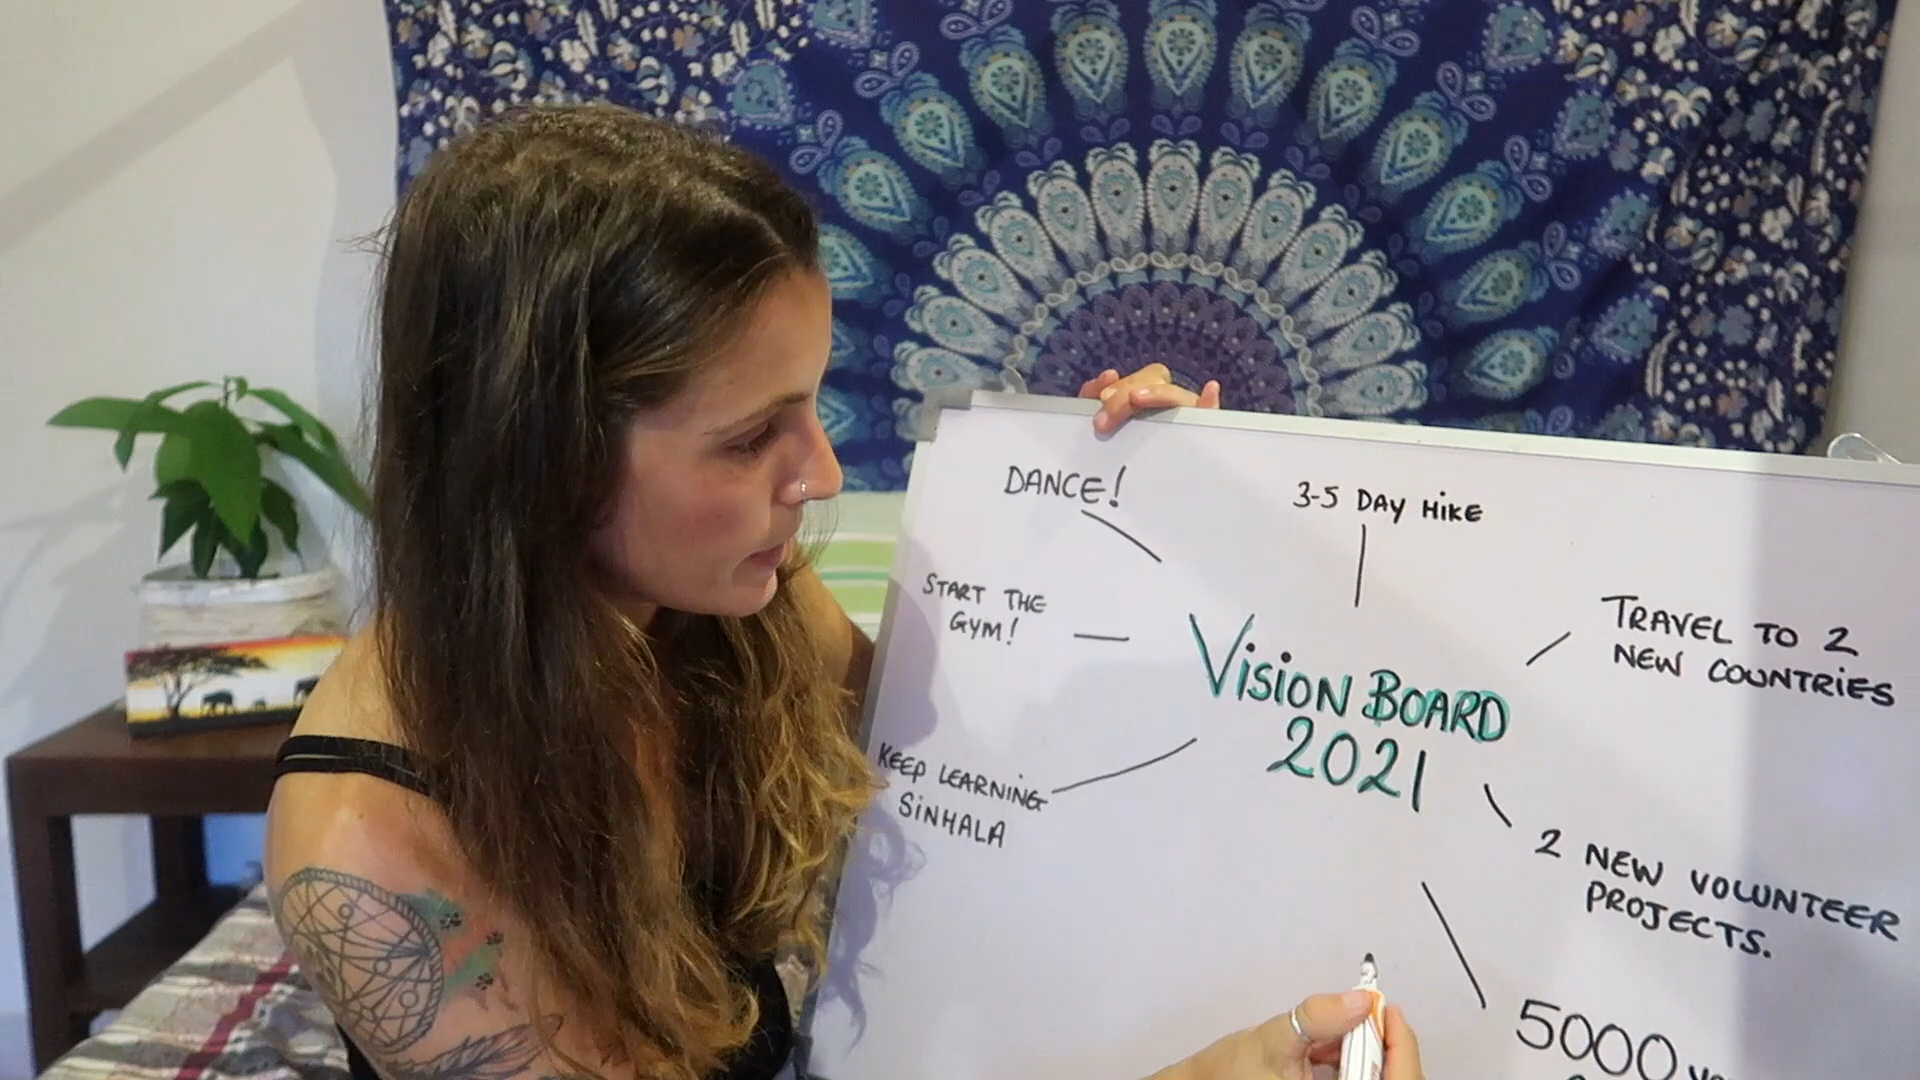 DANCE!
3-5 DAY HIKE
START THE
GYM!
TRAVEL TO 2
NEW COUNTRIES
VISION BOARD
2021
KEEP LEARNING
SINHALA
2 NEW VOLUNTEER
PROJECTS.
5000